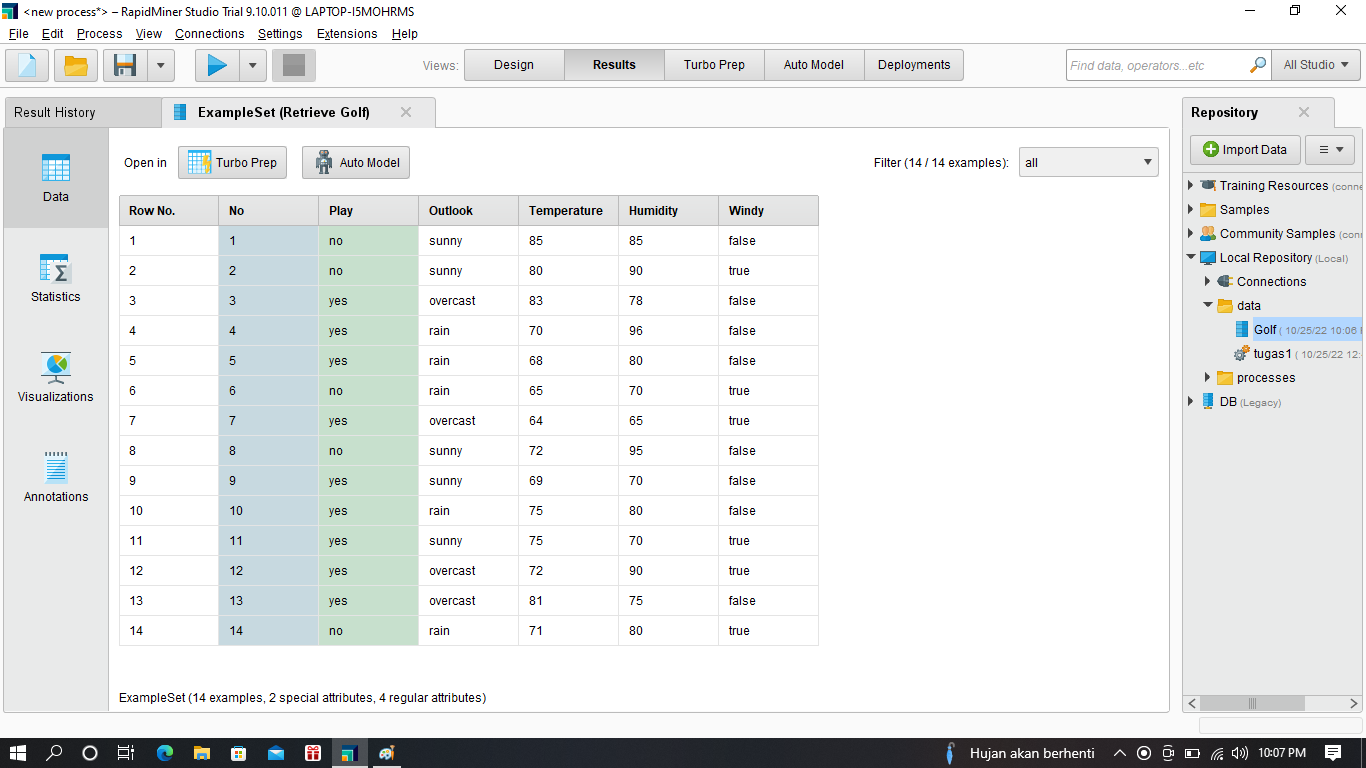 <new process*> – RapidMiner Studio Trial 9.10.011 @ LAPTOP-I5MOHRMS
File Edit Process View Connections Settings Extensions Help
Views: Design Results Turbo Prep Auto Model Deployments Find data, operators...etc All Studio
Result History ExampleSet (Retrieve Golf) Repository
Open in Turbo Prep Auto Model Filter (14 / 14 examples): all
Data
Statistics
Visualizations
Annotations
Row No. No Play Outlook Temperature Humidity Windy
1 1 no sunny 85 85 false
2 2 no sunny 80 90 true
3 3 yes overcast 83 78 false
4 4 yes rain 70 96 false
5 5 yes rain 68 80 false
6 6 no rain 65 70 true
7 7 yes overcast 64 65 true
8 8 no sunny 72 95 false
9 9 yes sunny 69 70 false
10 10 yes rain 75 80 false
11 11 yes sunny 75 70 true
12 12 yes overcast 72 90 true
13 13 yes overcast 81 75 false
14 14 no rain 71 80 true
ExampleSet (14 examples, 2 special attributes, 4 regular attributes)
Import Data
Training Resources (conne
Samples
Community Samples (con
Local Repository (Local)
Connections
data
Golf ( 10/25/22 10:06
tugas1 ( 10/25/22 12:
processes
DB (Legacy)
Hujan akan berhenti 10:07 PM